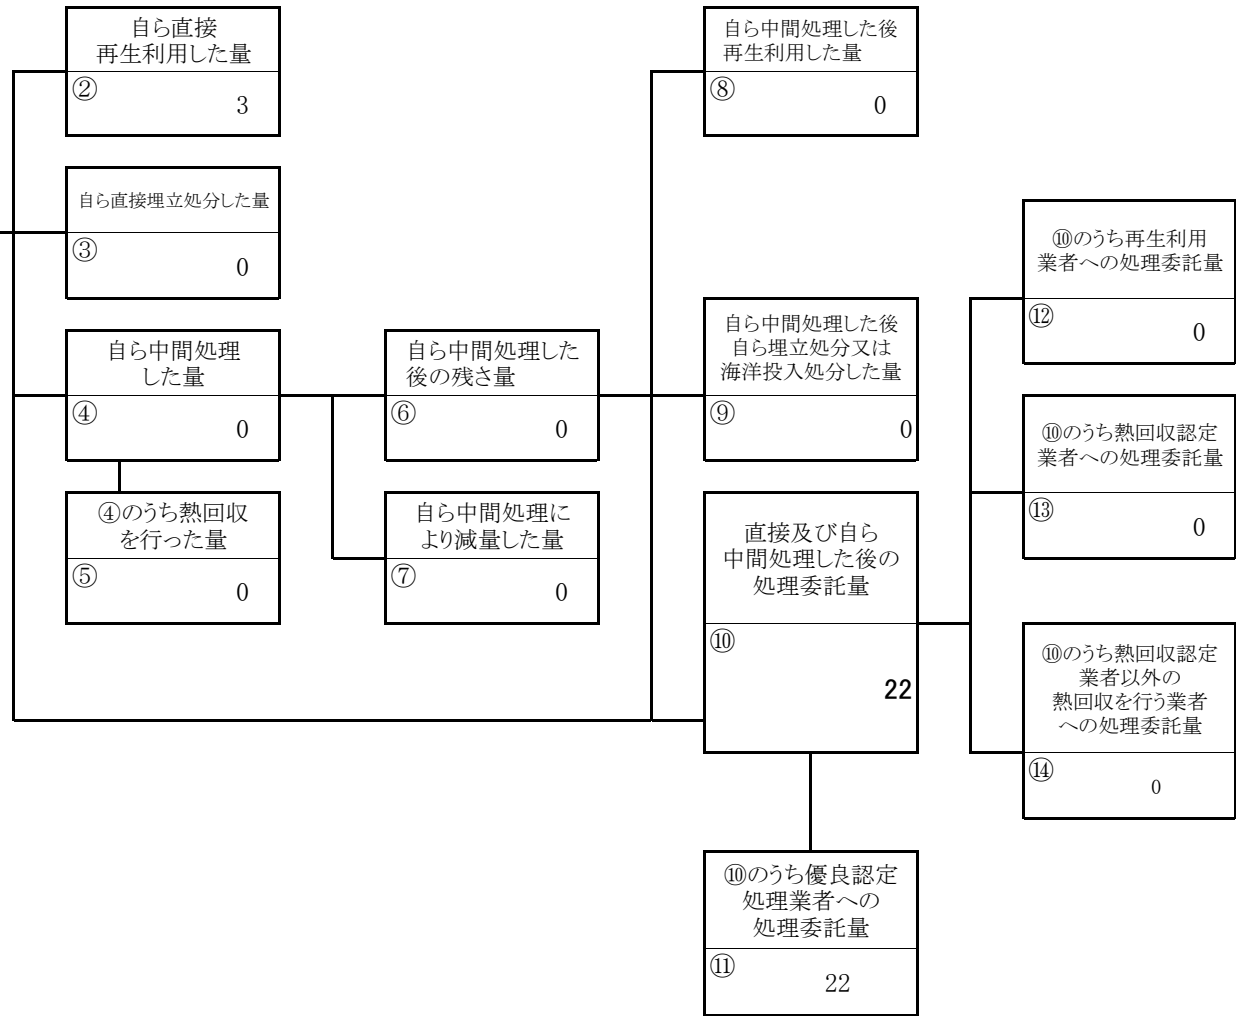 自ら直接
再生利用した量
②
3
自ら直接埋立処分した量
③
0
自ら中間処理
した量
④
0
④のうち熱回収
を行った量
⑤
0
自ら中間処理した
後の残さ量
⑥
0
自ら中間処理に
より減量した量
⑦
0
自ら中間処理した後
再生利用した量
⑧
0
自ら中間処理した後
自ら埋立処分又は
海洋投入処分した量
⑨
0
直接及び自ら
中間処理した後の
処理委託量
⑩
22
⑩のうち優良認定
処理業者への
処理委託量
⑪
22
⑩のうち再生利用
業者への処理委託量
⑫
0
⑩のうち熱回収認定
業者への処理委託量
⑬
0
⑩のうち熱回収認定
業者以外の
熱回収を行う業者
への処理委託量
⑭
0